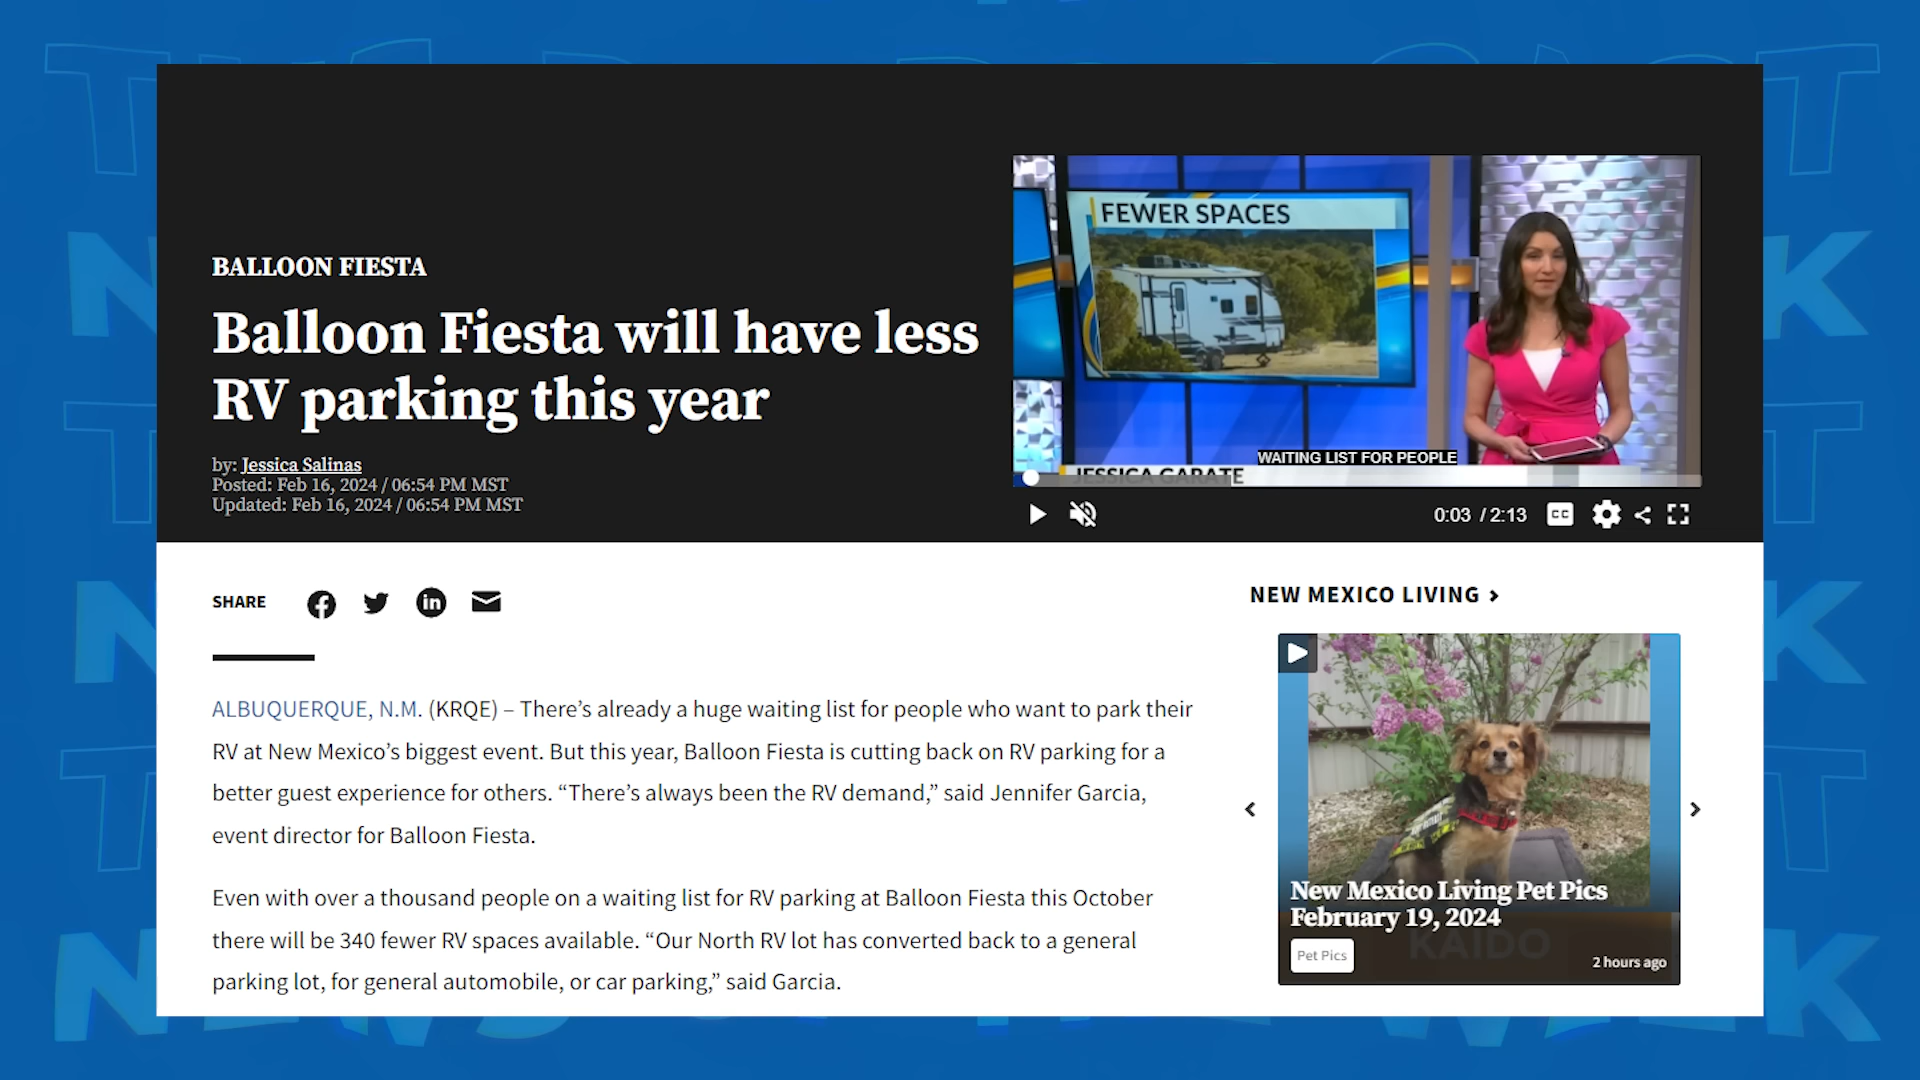 BALLOON FIESTA
Balloon Fiesta will have less
RV parking this year
by: Jessica Salinas
Posted: Feb 16, 2024 / 06:54 PM MST
Updated: Feb 16, 2024 / 06:54 PM MST
FEWER SPACES
WAITING LIST FOR PEOPLE
JESSICA GARATE
0:03 / 2:13
CC
SHARE
ALBUQUERQUE, N.M. (KRQE) – There’s already a huge waiting list for people who want to park their
RV at New Mexico’s biggest event. But this year, Balloon Fiesta is cutting back on RV parking for a
better guest experience for others. “There’s always been the RV demand,” said Jennifer Garcia,
event director for Balloon Fiesta.
Even with over a thousand people on a waiting list for RV parking at Balloon Fiesta this October
there will be 340 fewer RV spaces available. “Our North RV lot has converted back to a general
parking lot, for general automobile, or car parking,” said Garcia.
NEW MEXICO LIVING >
New Mexico Living Pet Pics
February 19, 2024
KAIDO
Pet Pics
2 hours ago